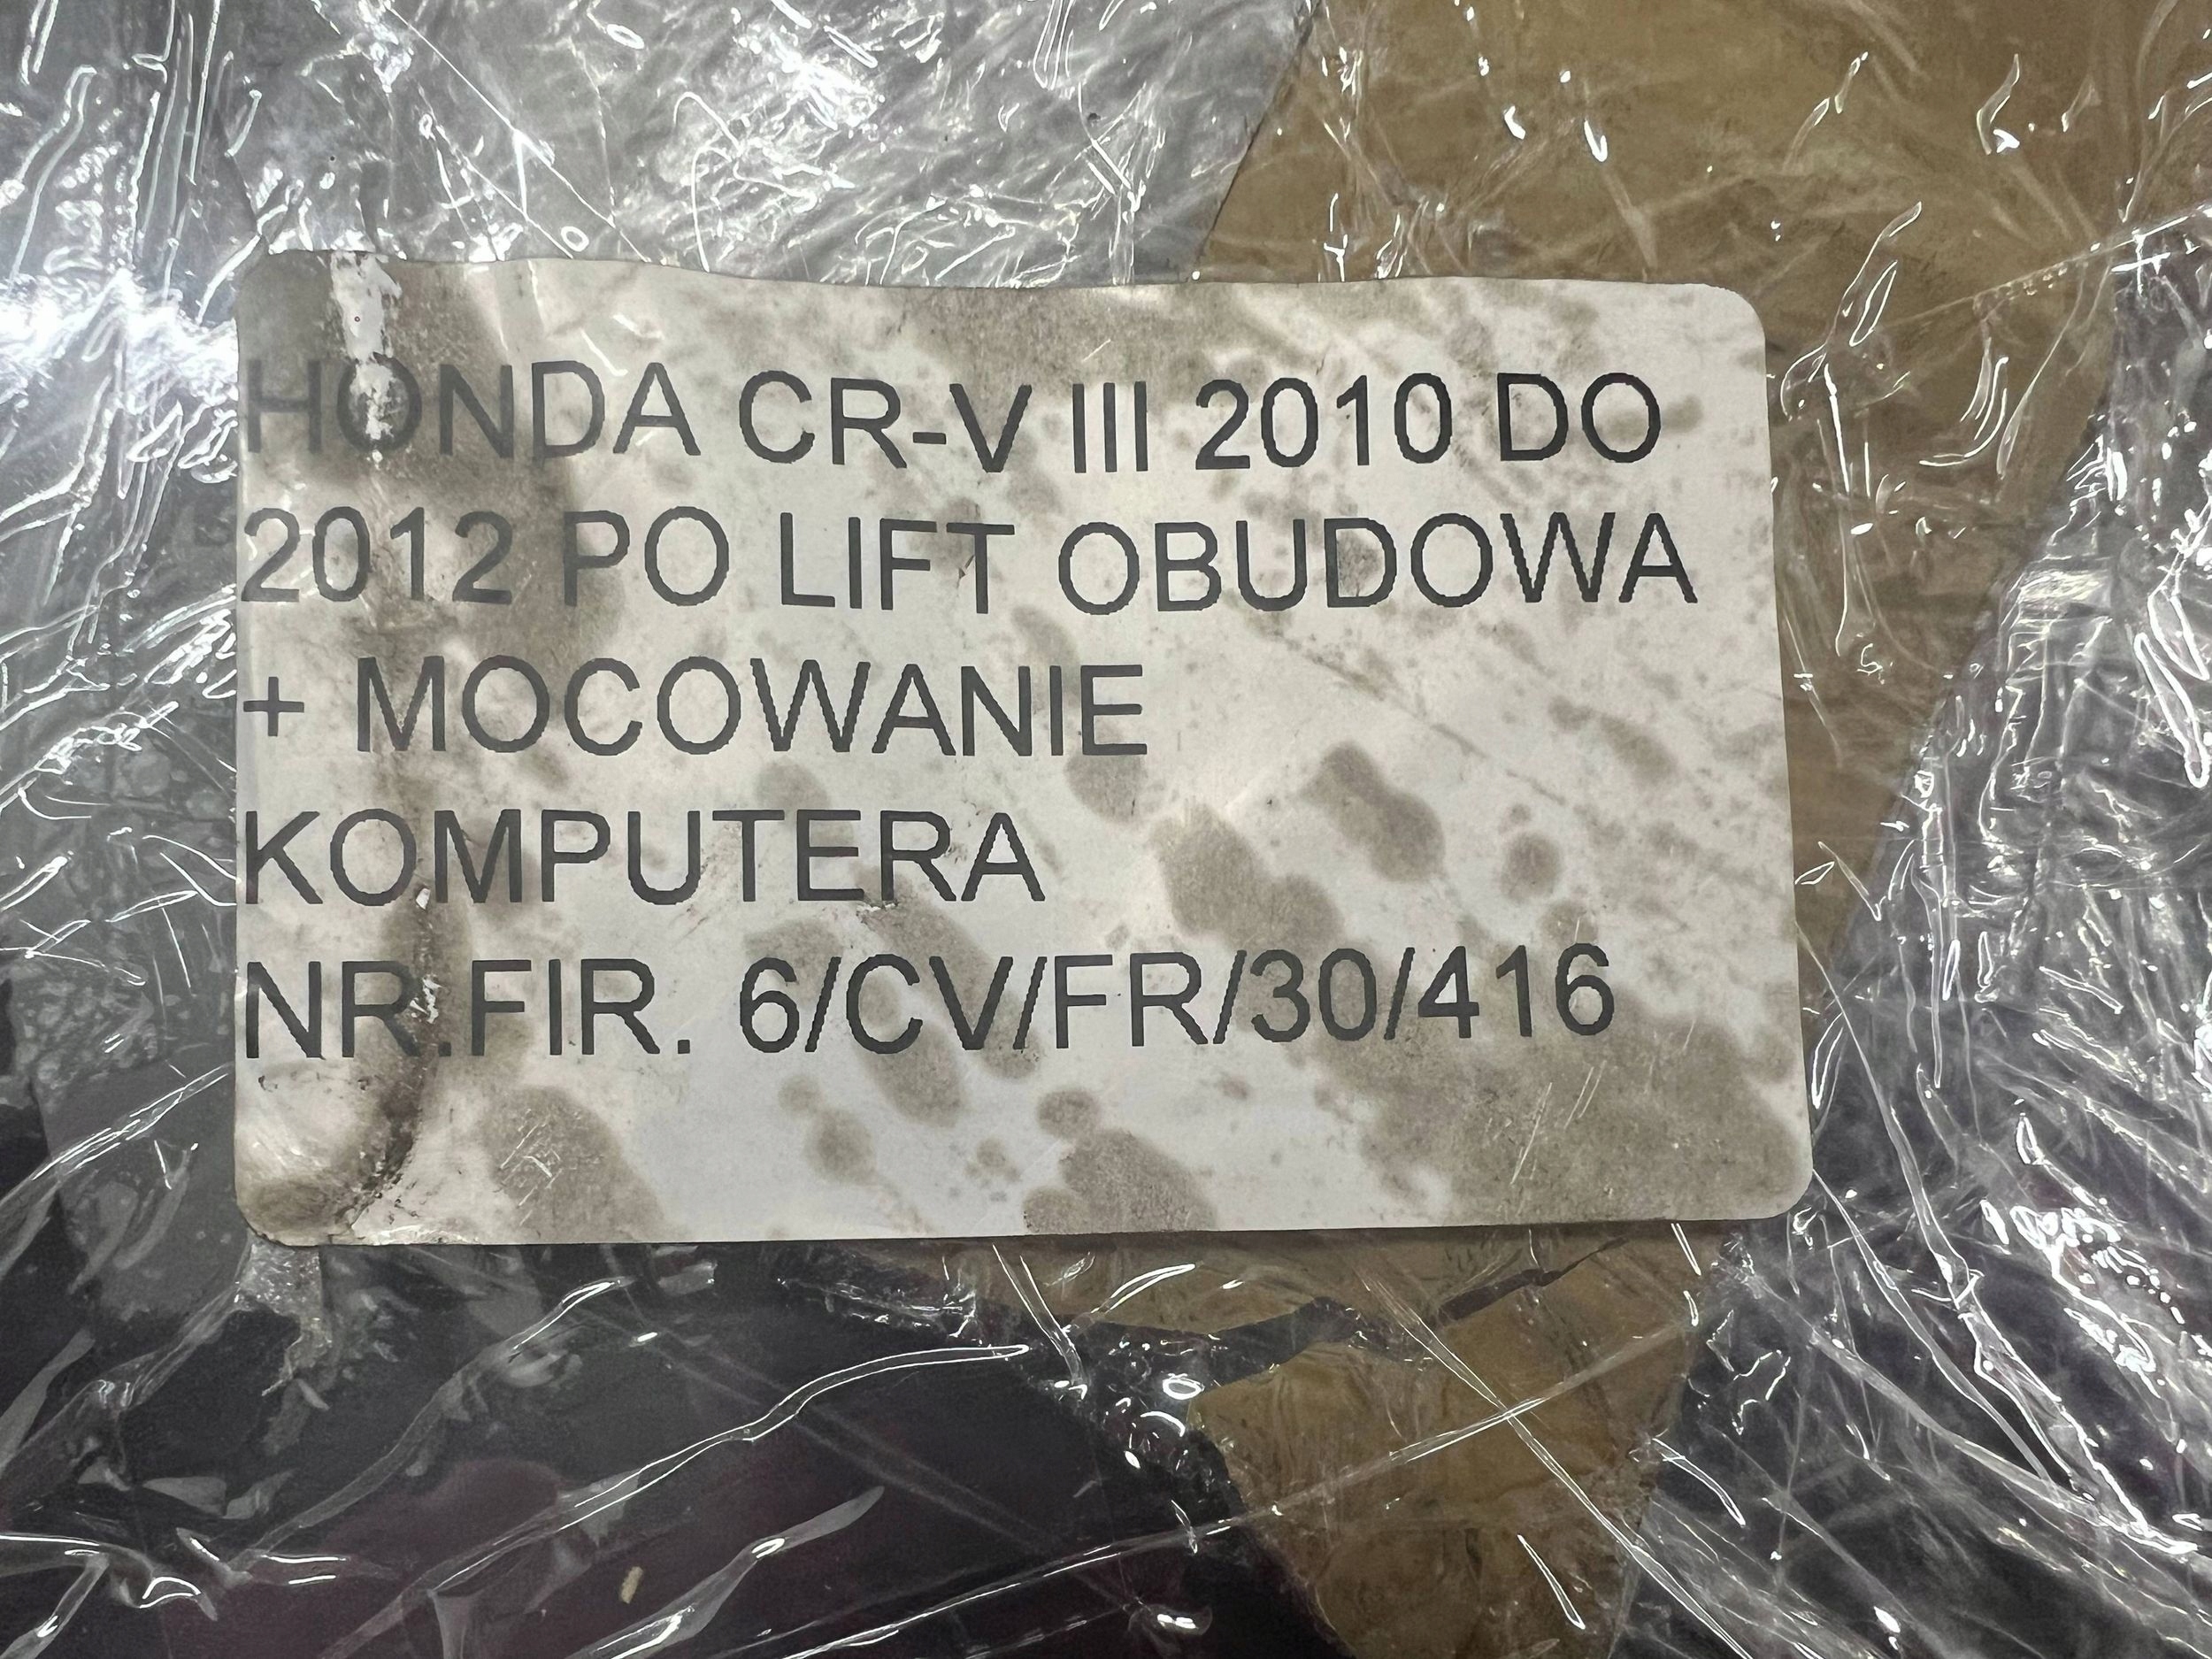 HONDA CR-V III 2010 DO
2012 PO LIFT OBUDOWA
+ MOCOWANIE
KOMPUTERA
NR.FIR. 6/CV/FR/30/416